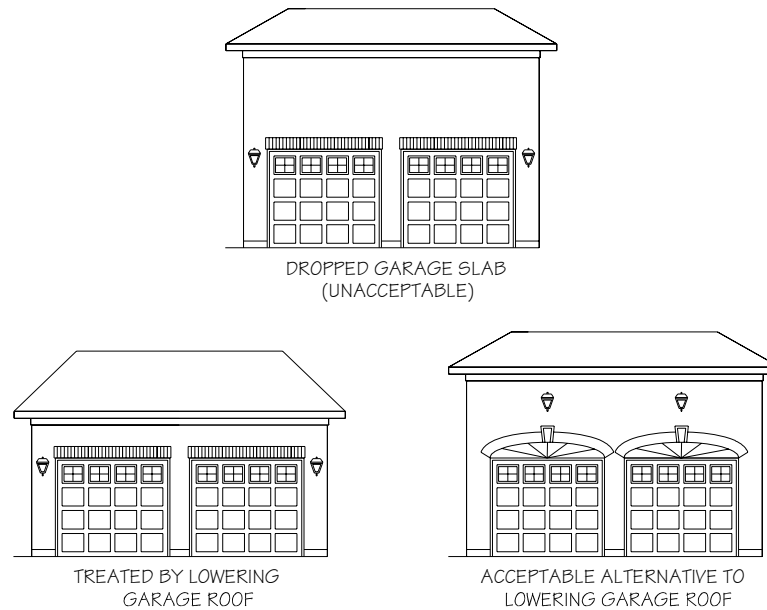 DROPPED GARAGE SLAB
(UNACCEPTABLE)
TREATED BY LOWERING
GARAGE ROOF
ACCEPTABLE ALTERNATIVE TO
LOWERING GARAGE ROOF